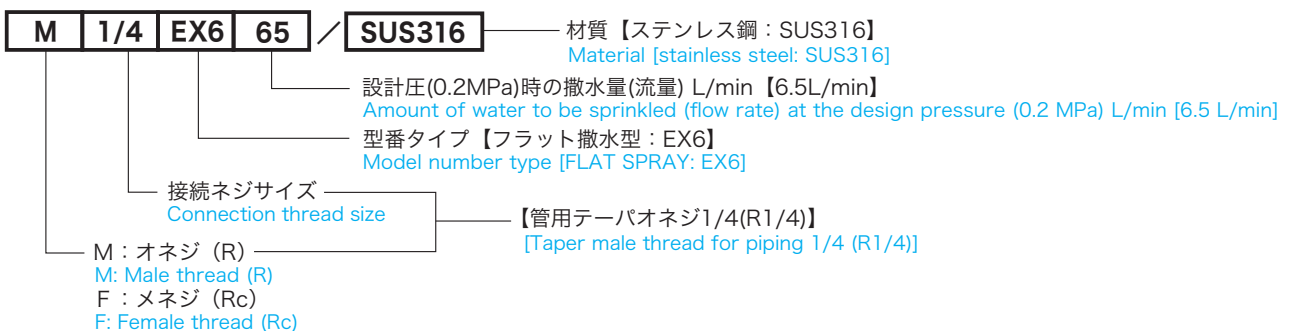 M 1/4 EX6 65 / SUS316
材質【ステンレス鋼：SUS316】
Material [stainless steel: SUS316]
設計圧(0.2MPa)時の撒水量(流量) L/min【6.5L/min】
Amount of water to be sprinkled (flow rate) at the design pressure (0.2 MPa) L/min [6.5 L/min]
型番タイプ【フラット撒水型：EX6】
Model number type [FLAT SPRAY: EX6]
接続ネジサイズ
Connection thread size
【管用テーパオネジ1/4(R1/4)】
[Taper male thread for piping 1/4 (R1/4)]
M：オネジ（R）
M: Male thread (R)
F：メネジ（Rc）
F: Female thread (Rc)